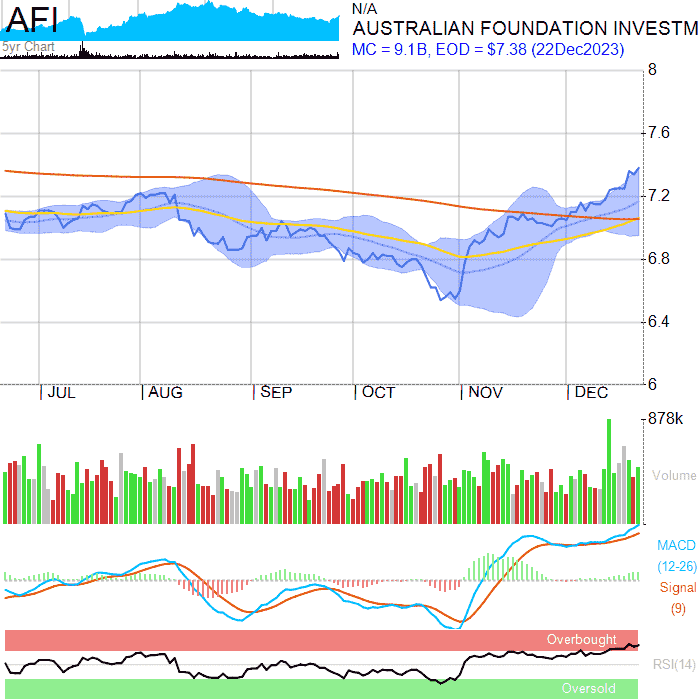 AFI
5yr Chart
N/A
AUSTRALIAN FOUNDATION INVESTM
MC = 9.1B, EOD = $7.38 (22Dec2023)
8
7.6
7.2
6.8
6.4
6
JUL AUG SEP OCT NOV DEC
878k
Volume
MACD
(12-26)
Signal
(9)
Overbought
RSI(14)
Oversold